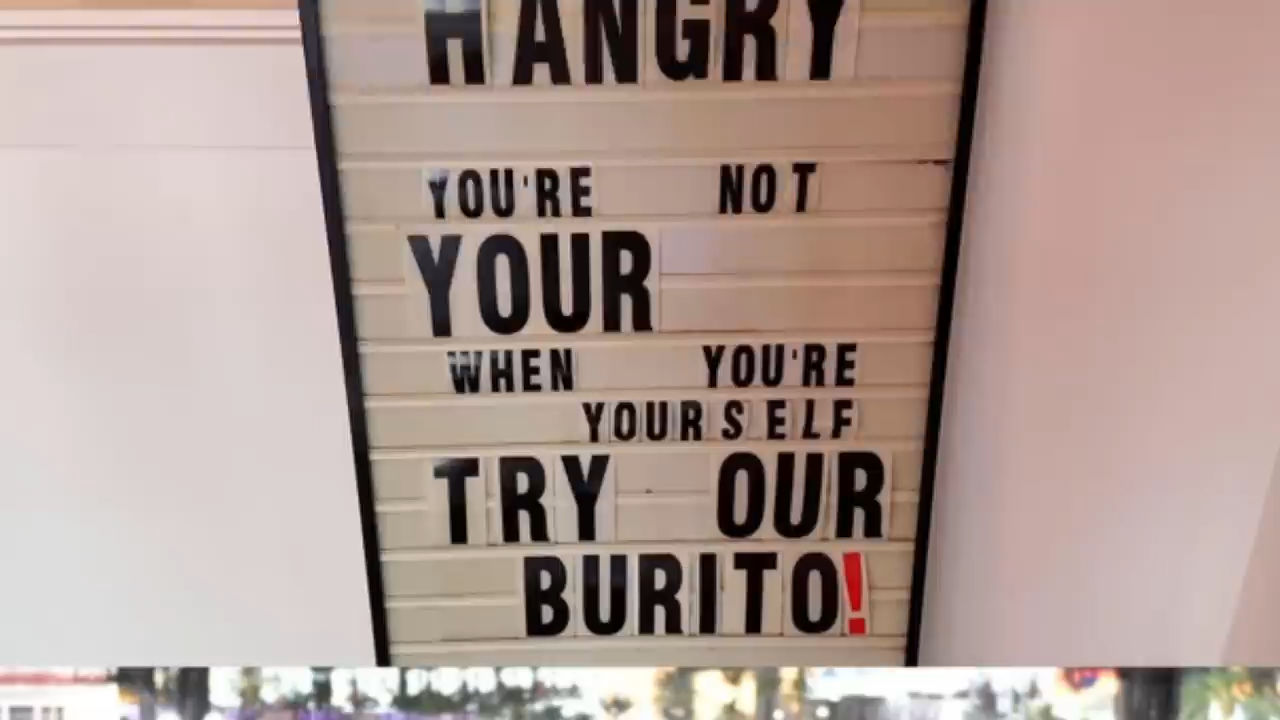 HANGRY
YOU'RE NOT
YOUR
WHEN YOU'RE
YOURSELF
TRY OUR
BURITO!